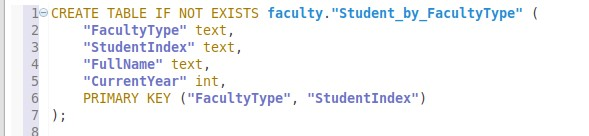 1 CREATE TABLE IF NOT EXISTS faculty."Student_by_FacultyType" (
2 "FacultyType" text,
3 "StudentIndex" text,
4 "FullName" text,
5 "CurrentYear" int,
6 PRIMARY KEY ("FacultyType", "StudentIndex")
7 );
8